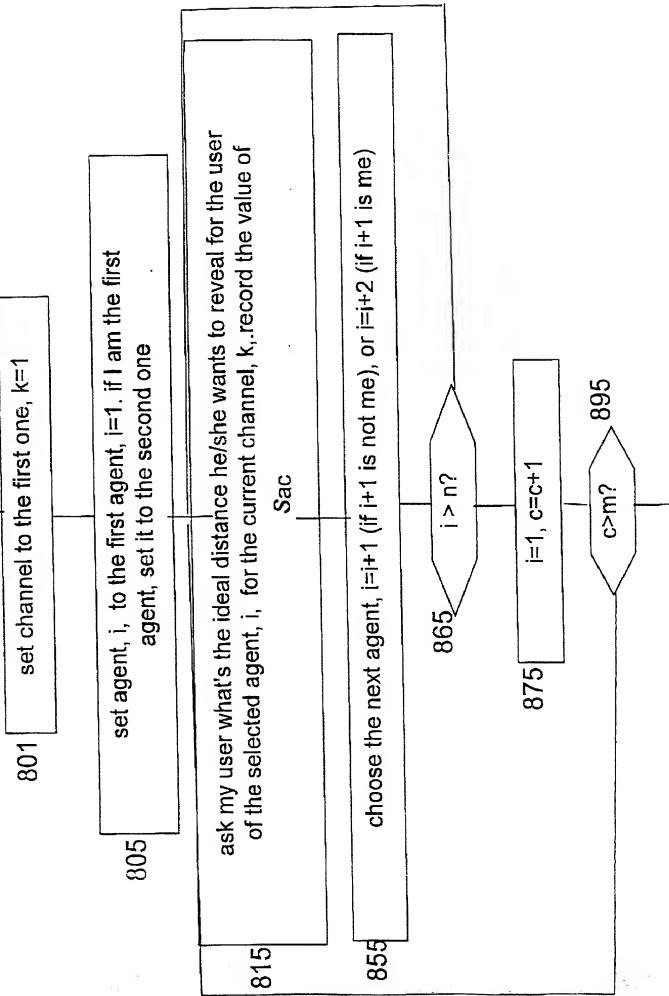 set channel to the first one, k=1
801
set agent, i, to the first agent, i=1. if I am the first
agent, set it to the second one
805
ask my user what's the ideal distance he/she wants to reveal for the user
of the selected agent, i, for the current channel, k,.record the value of
Sac
815
choose the next agent, i=i+1 (if i+1 is not me), or i=i+2 (if i+1 is me)
855
i > n?
865
i=1, c=c+1
875
c>m?
895